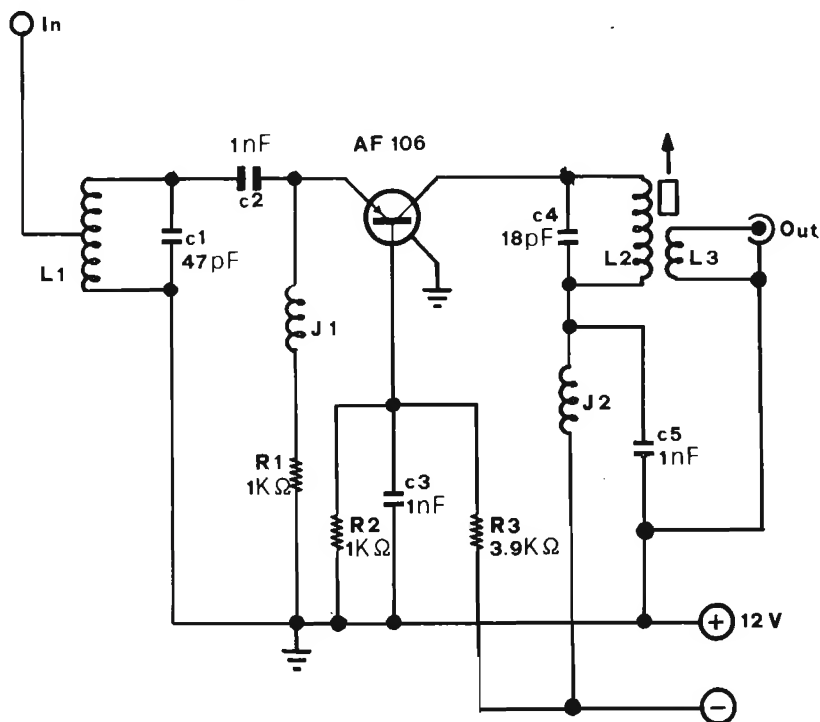 In
1nF
AF 106
c2
c1
47pF
L1
c4
18pF
L2
L3
Out
J1
J2
R1
1KΩ
c3
1nF
R2
1KΩ
R3
3.9KΩ
c5
1nF
+
12 V
−